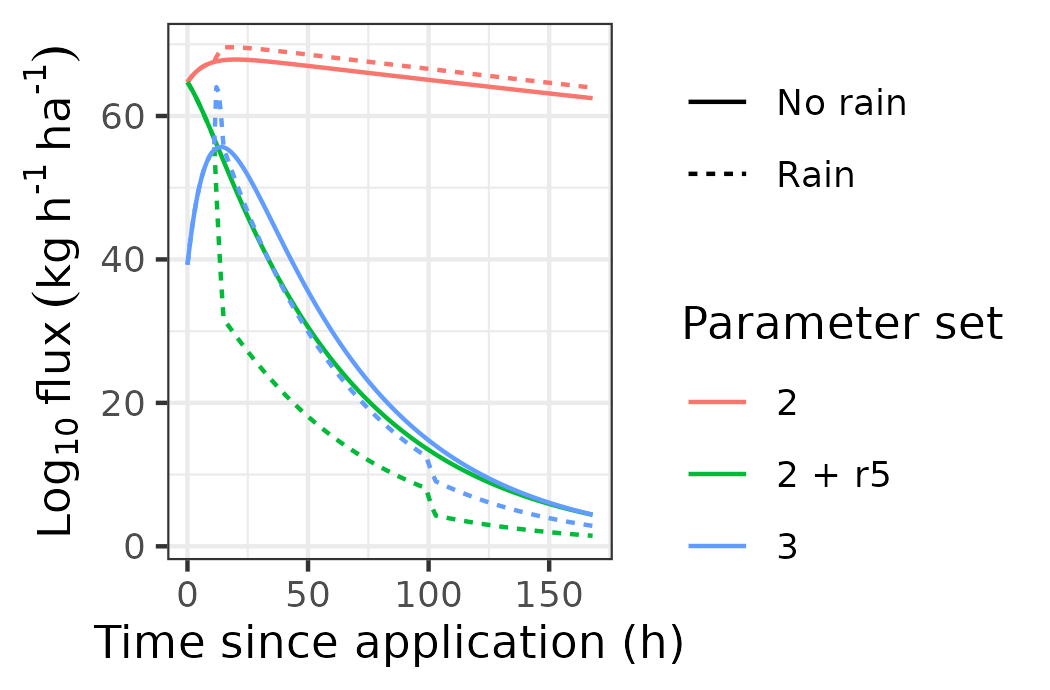 Log₁₀ flux (kg h⁻¹ ha⁻¹)
60
40
20
0
0 50 100 150
Time since application (h)
No rain
Rain
Parameter set
2
2 + r5
3